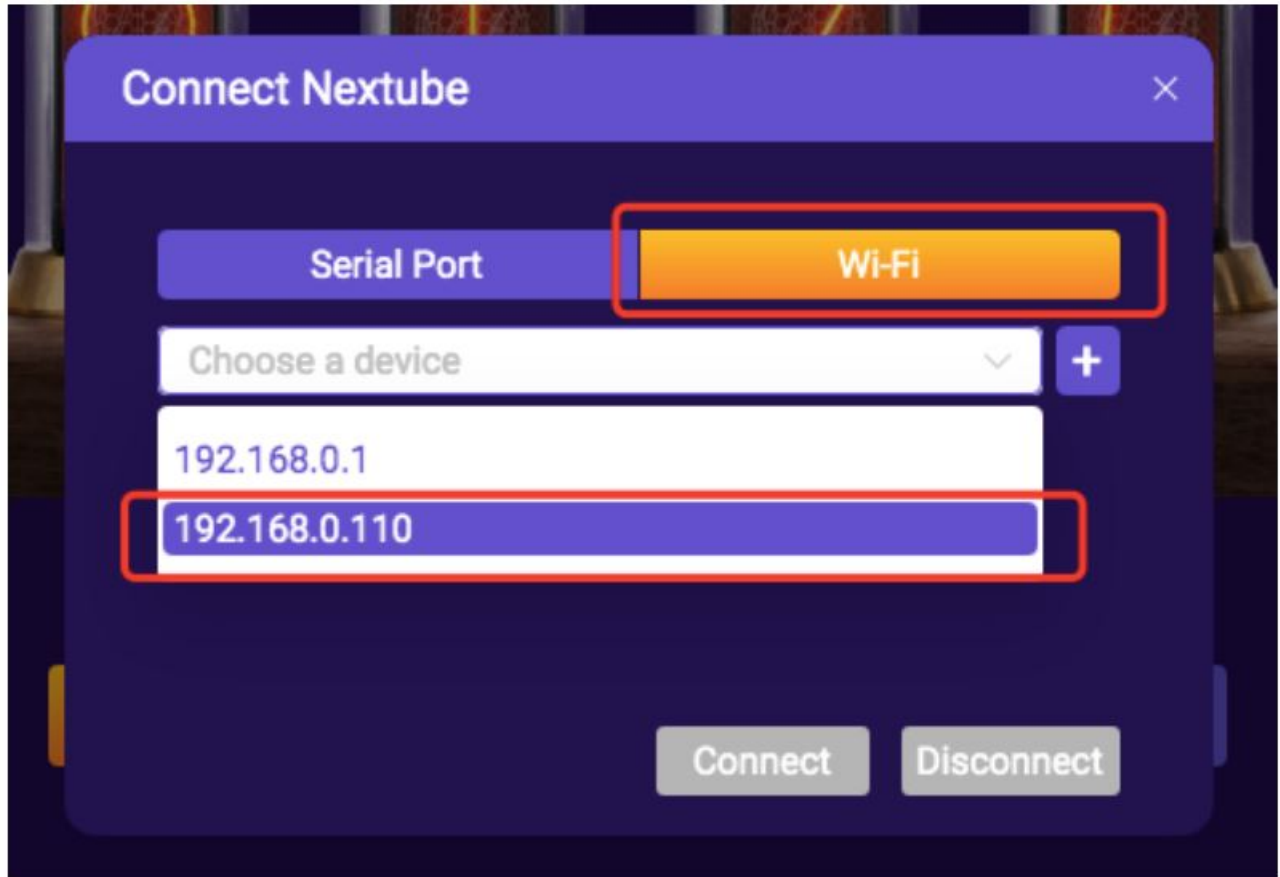 Connect Nextube
Serial Port
Wi-Fi
Choose a device
192.168.0.1
192.168.0.110
Connect
Disconnect